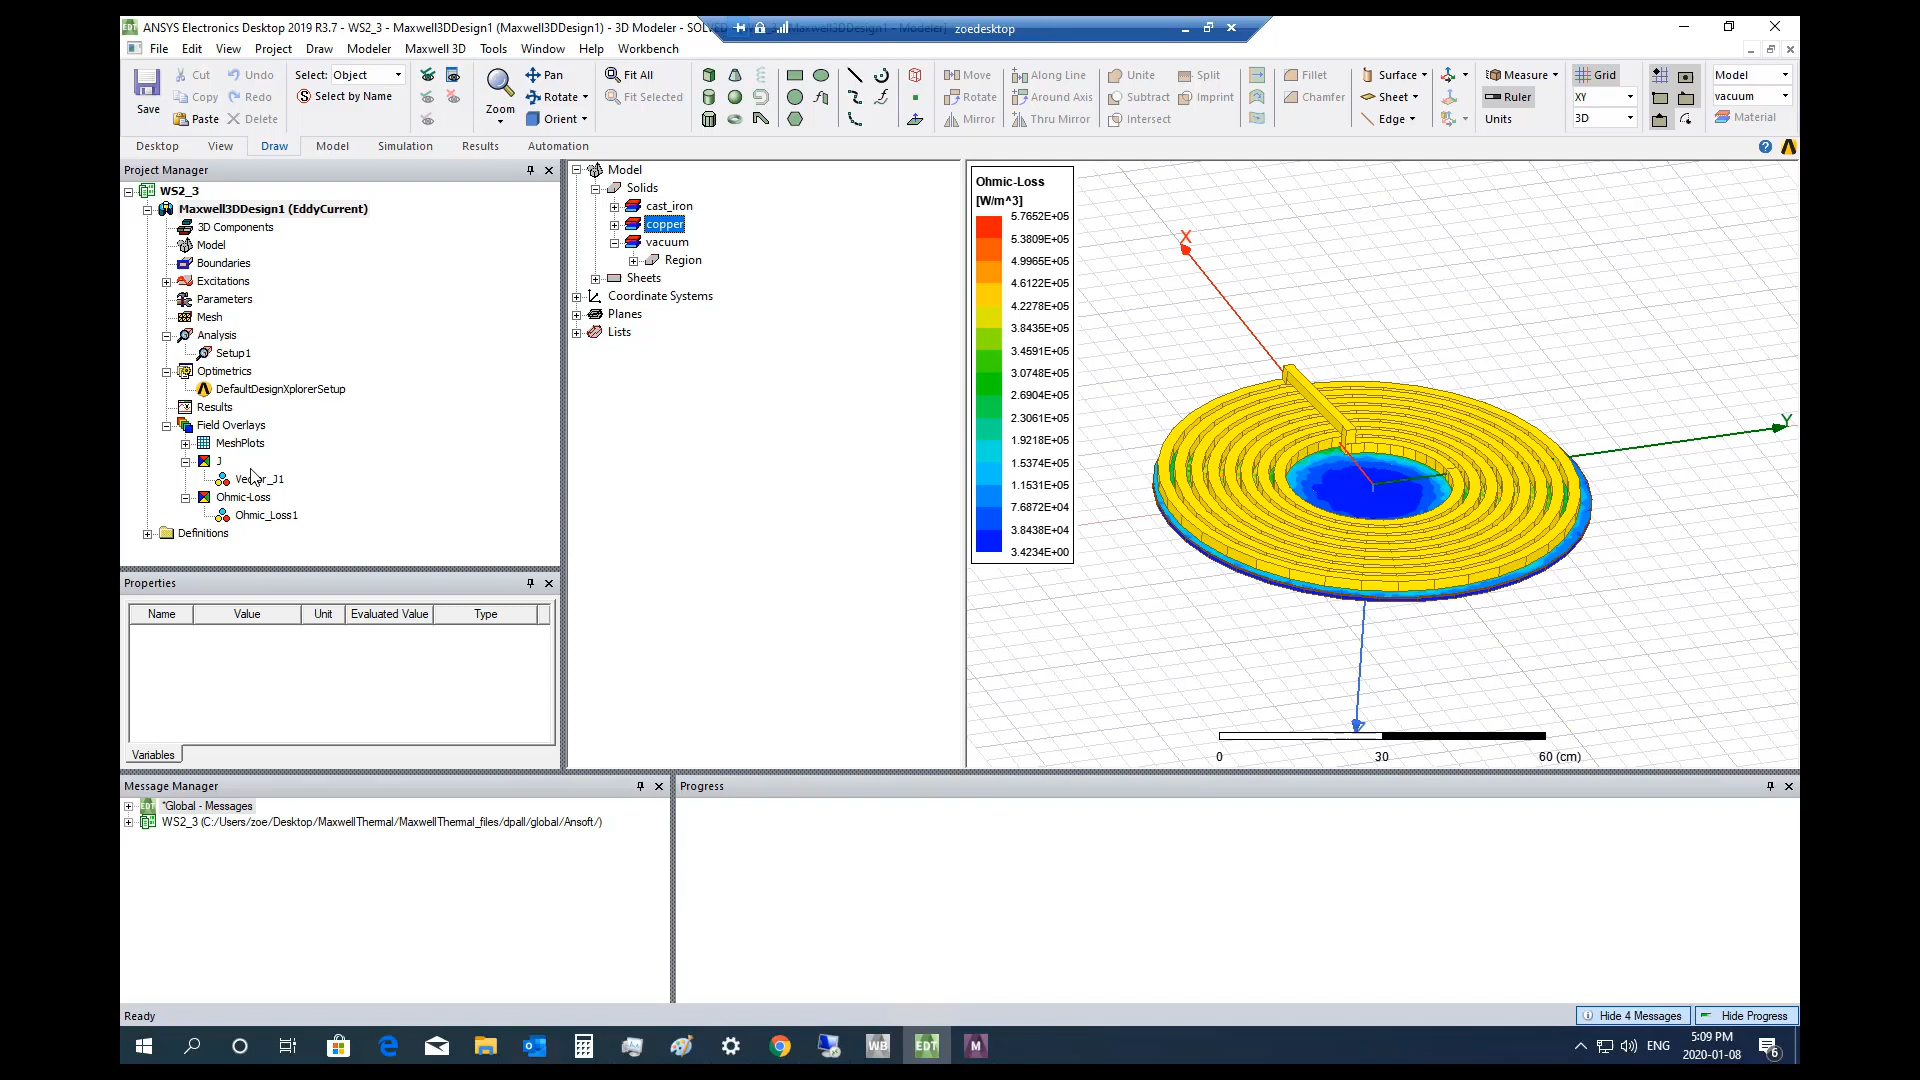 ANSYS Electronics Desktop 2019 R3.7 - WS2_3 - Maxwell3DDesign1 (MaxwellThermal) - 3D Modeler - SOLVED
zoedesktop
File Edit View Project Draw Modeler Maxwell 3D Tools Window Help Workbench
Save
Cut Undo
Copy Redo
Paste Delete
Select: Object
Select by Name
Zoom
Pan
Rotate
Orient
Fit All
Fit Selected
Move Along Line
Rotate Around Axis
Mirror Thru Mirror
Unite Split
Subtract Imprint
Intersect
Fillet
Chamfer
Surface
Sheet
Edge
Measure
Ruler
Units
Grid
XY
3D
Model
vacuum
Material
Desktop View Draw Model Simulation Results Automation
Project Manager
WS2_3
Maxwell3DDesign1 (EddyCurrent)
3D Components
Model
Boundaries
Excitations
Parameters
Mesh
Analysis
Setup1
Optimetrics
DefaultDesignXplorerSetup
Results
Field Overlays
MeshPlots
J
Ohmic-Loss
Ohmic_Loss1
Definitions
Properties
Name Value Unit Evaluated Value Type
Variables
Model
Solids
cast_iron
copper
vacuum
Region
Sheets
Coordinate Systems
Planes
Lists
Ohmic-Loss
[W/m^3]
5.7652E+05
5.3809E+05
4.9965E+05
4.6122E+05
4.2278E+05
3.8435E+05
3.4591E+05
3.0748E+05
2.6904E+05
2.3061E+05
1.9218E+05
1.5374E+05
1.1531E+05
7.6872E+04
3.8438E+04
3.4234E+00
X
Y
0 30 60 (cm)
Message Manager
*Global - Messages
WS2_3 (C:/Users/zoe/Desktop/MaxwellThermal/MaxwellThermal_files/dpall/global/Ansoft/)
Progress
Ready
Hide 4 Messages Hide Progress
WB EDT M
ENG
5:09 PM
2020-01-08
6